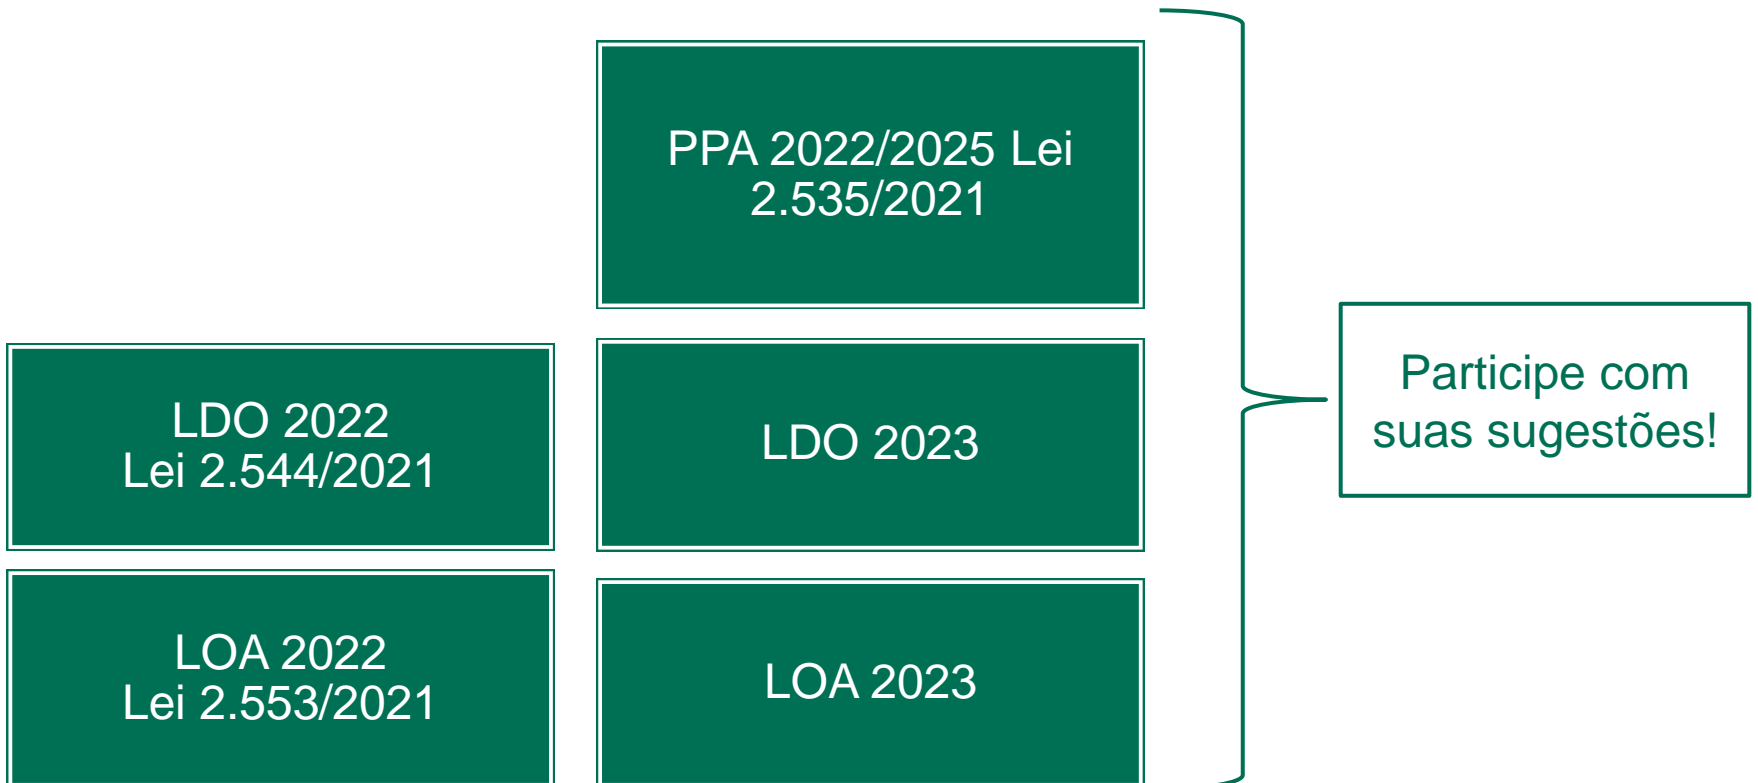 PPA 2022/2025 Lei
2.535/2021
LDO 2022
Lei 2.544/2021
LDO 2023
LOA 2022
Lei 2.553/2021
LOA 2023
Participe com
suas sugestões!